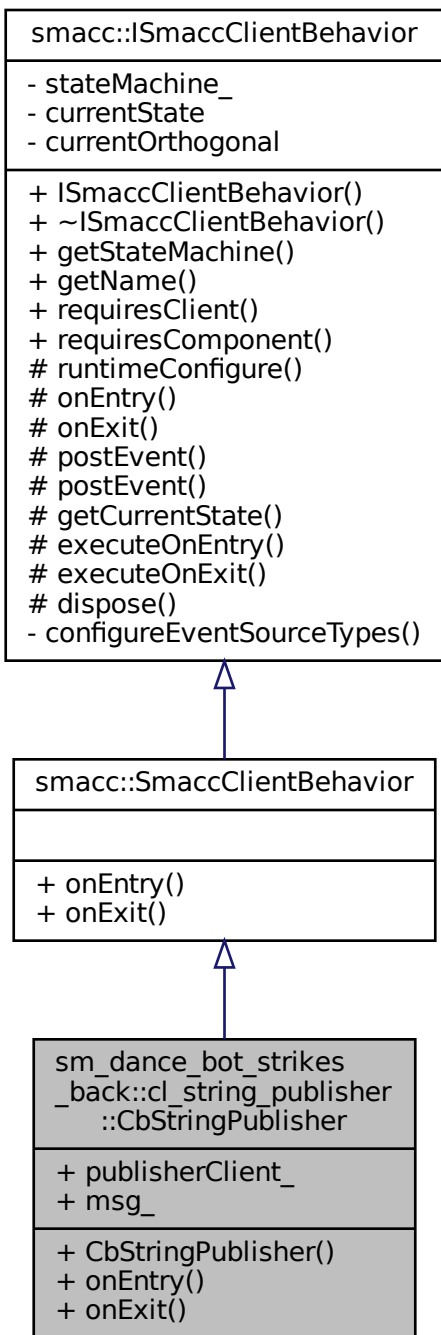 smacc::ISmaccClientBehavior
- stateMachine_
- currentState
- currentOrthogonal
+ ISmaccClientBehavior()
+ ~ISmaccClientBehavior()
+ getStateMachine()
+ getName()
+ requiresClient()
+ requiresComponent()
# runtimeConfigure()
# onEntry()
# onExit()
# postEvent()
# postEvent()
# getCurrentState()
# executeOnEntry()
# executeOnExit()
# dispose()
- configureEventSourceTypes()
smacc::SmaccClientBehavior
+ onEntry()
+ onExit()
sm_dance_bot_strikes
_back::cl_string_publisher
::CbStringPublisher
+ publisherClient_
+ msg_
+ CbStringPublisher()
+ onEntry()
+ onExit()